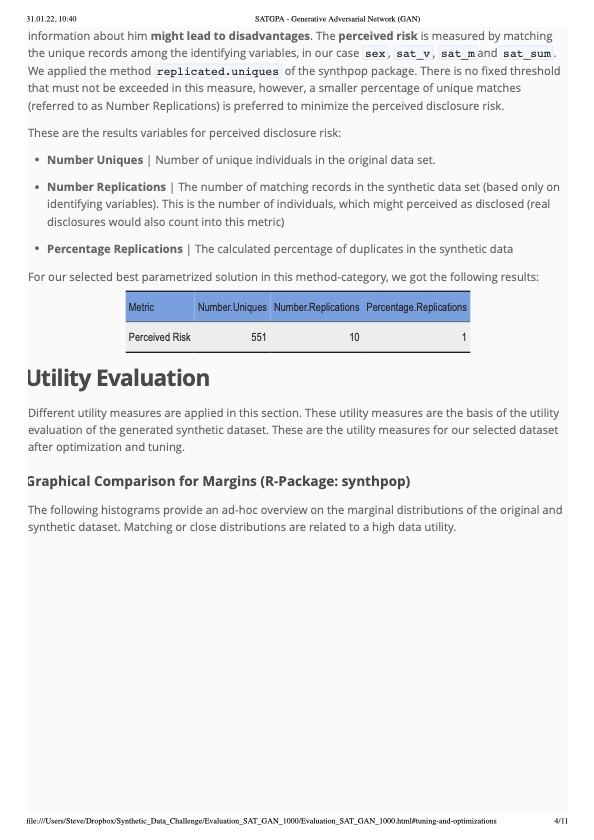 31.01.22, 10:40 SATGPA - Generative Adversarial Network (GAN)
information about him might lead to disadvantages. The perceived risk is measured by matching
the unique records among the identifying variables, in our case sex, sat_v, sat_m and sat_sum.
We applied the method replicated.uniques of the synthpop package. There is no fixed threshold
that must not be exceeded in this measure, however, a smaller percentage of unique matches
(referred to as Number Replications) is preferred to minimize the perceived disclosure risk.
These are the results variables for perceived disclosure risk:
• Number Uniques | Number of unique individuals in the original data set.
• Number Replications | The number of matching records in the synthetic data set (based only on
identifying variables). This is the number of individuals, which might perceived as disclosed (real
disclosures would also count into this metric)
• Percentage Replications | The calculated percentage of duplicates in the synthetic data
For our selected best parametrized solution in this method-category, we got the following results:
Metric Number.Uniques Number.Replications Percentage.Replications
Perceived Risk 551 10 1
Utility Evaluation
Different utility measures are applied in this section. These utility measures are the basis of the utility
evaluation of the generated synthetic dataset. These are the utility measures for our selected dataset
after optimization and tuning.
Graphical Comparison for Margins (R-Package: synthpop)
The following histograms provide an ad-hoc overview on the marginal distributions of the original and
synthetic dataset. Matching or close distributions are related to a high data utility.
file:///Users/Steve/Dropbox/Synthetic_Data_Challenge/Evaluation_SAT_GAN_1000/Evaluation_SAT_GAN_1000.html#tuning-and-optimizations 4/11